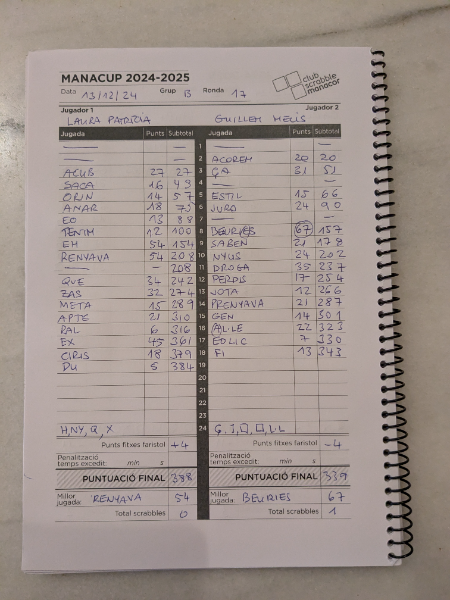 MANACUP 2024-2025
club scrabble manacor
Data 13/12/24 Grup B Ronda 17
Jugador 1 Jugador 2
LAURA PATRICIA GUILLEM MELIS
Jugada Punts Subtotal Jugada Punts Subtotal
— — 1 — —
— — 2 ACOREM 20 20
ACUB 27 27 3 ÇA 31 51
SACA 16 43 4 — —
ORIN 14 57 5 ESTIL 15 66
AMAR 18 75 6 JURO 24 90
EO 13 88 7 — —
TENIM 12 100 8 BEURIES 67 157
EH 54 154 9 SABEN 21 178
RENYAVA 54 208 10 NYUS 24 202
— - 208 11 DROGA 35 237
QUE 34 242 12 PERDIS 17 254
ZAS 32 274 13 JOTA 12 266
META 15 289 14 PRENYAVA 21 287
APTE 21 310 15 GEN 14 301
PAL 6 316 16 AL·LE 22 323
EX 45 361 17 EOLIC 7 330
CIRIS 18 379 18 FI 13 343
DU 5 384 19
20
21
22
23
HNY, Q, X 24 Ç, J, □, □, L·L
Punts fitxes faristol +4 Punts fitxes faristol -4
Penalització temps excedit: min s Penalització temps excedit: min s
PUNTUACIÓ FINAL 388 PUNTUACIÓ FINAL 339
Millor jugada: RENYAVA 54 Millor jugada: BEURIES 67
Total scrabbles 0 Total scrabbles 1